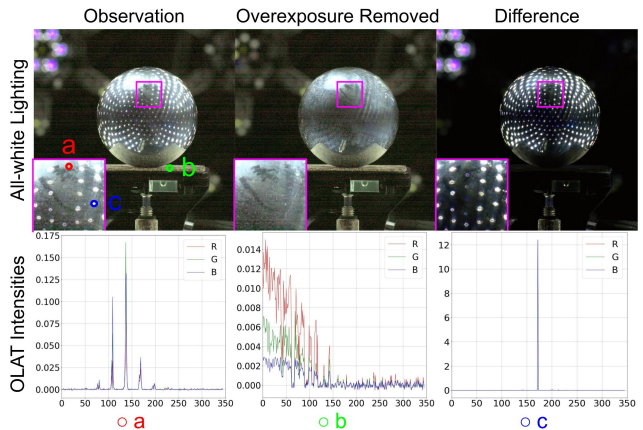 Observation Overexposure Removed Difference
All-white Lighting
a
b
c
OLAT Intensities
0.175
0.150
0.125
0.100
0.075
0.050
0.025
0.000
0 50 100 150 200 250 300 350
R
G
B
0.014
0.012
0.010
0.008
0.006
0.004
0.002
0.000
0 50 100 150 200 250 300 350
R
G
B
12
10
8
6
4
2
0
0 50 100 150 200 250 300 350
R
G
B
a b c